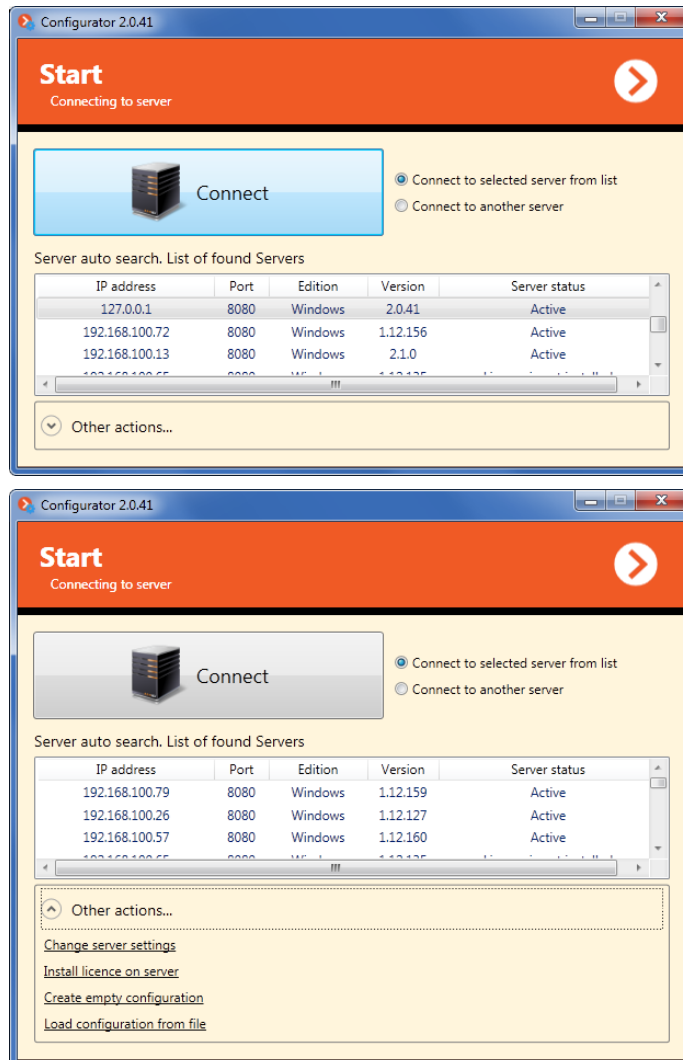 Configurator 2.0.41
Start
Connecting to server
Connect
Connect to selected server from list
Connect to another server
Server auto search. List of found Servers
IP address Port Edition Version Server status
127.0.0.1 8080 Windows 2.0.41 Active
192.168.100.72 8080 Windows 1.12.156 Active
192.168.100.13 8080 Windows 2.1.0 Active
Other actions...
Configurator 2.0.41
Start
Connecting to server
Connect
Connect to selected server from list
Connect to another server
Server auto search. List of found Servers
IP address Port Edition Version Server status
192.168.100.79 8080 Windows 1.12.159 Active
192.168.100.26 8080 Windows 1.12.127 Active
192.168.100.57 8080 Windows 1.12.160 Active
Other actions...
Change server settings
Install licence on server
Create empty configuration
Load configuration from file